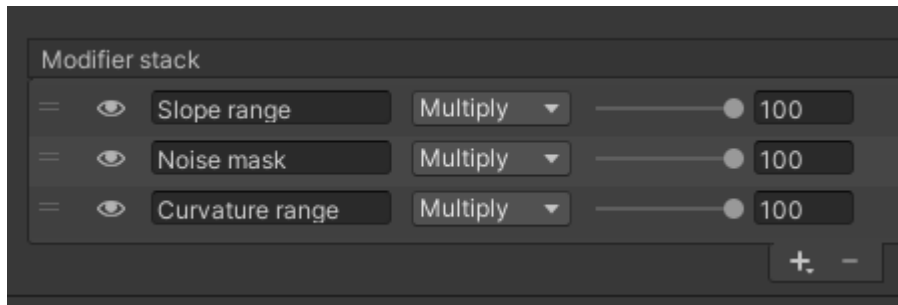 Modifier stack
Slope range Multiply 100
Noise mask Multiply 100
Curvature range Multiply 100